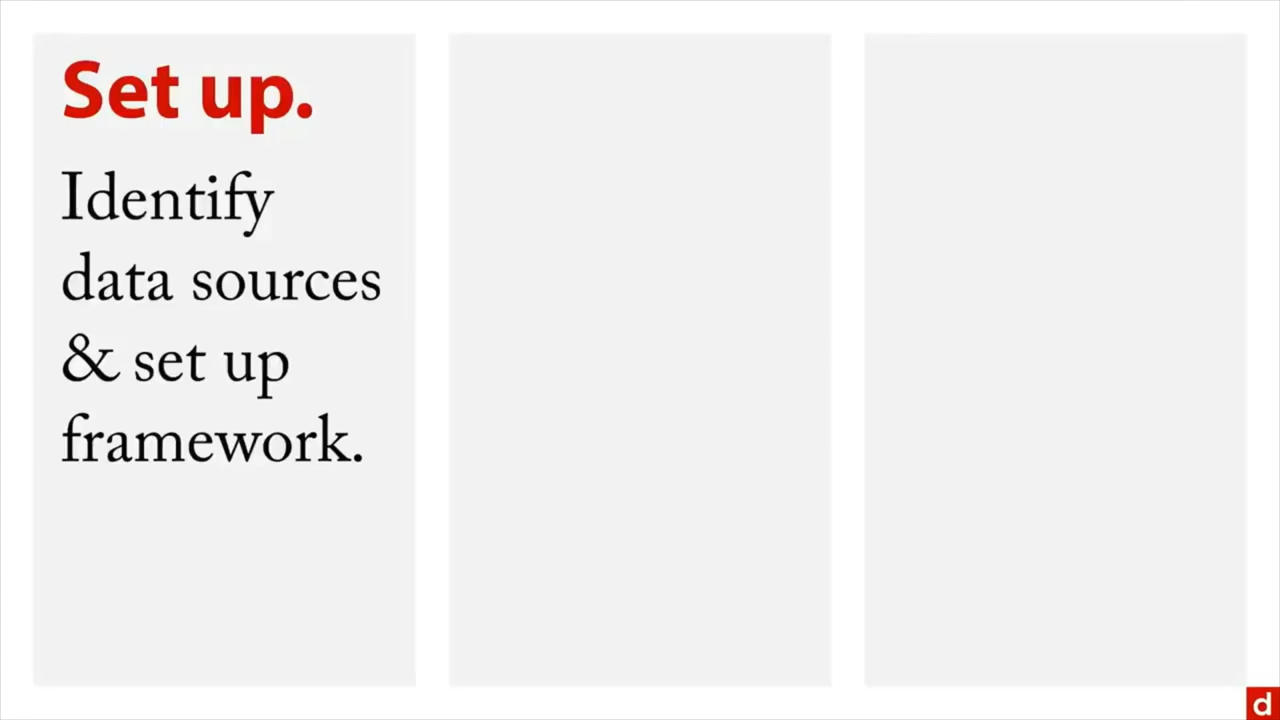 Set up.
Identify
data sources
& set up
framework.
d